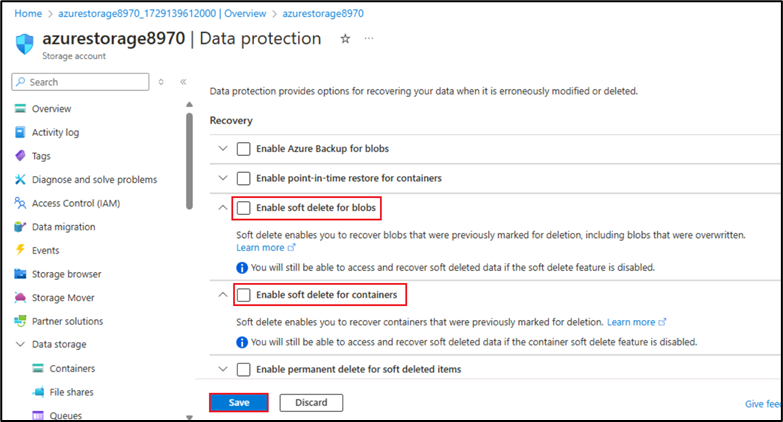 Home > azurestorage8970_1729139612000 | Overview > azurestorage8970
azurestorage8970 | Data protection ☆ ...
Storage account
Search
Overview
Activity log
Tags
Diagnose and solve problems
Access Control (IAM)
Data migration
Events
Storage browser
Storage Mover
Partner solutions
Data storage
Containers
File shares
Queues
Data protection provides options for recovering your data when it is erroneously modified or deleted.
Recovery
Enable Azure Backup for blobs
Enable point-in-time restore for containers
Enable soft delete for blobs
Soft delete enables you to recover blobs that were previously marked for deletion, including blobs that were overwritten.
Learn more
You will still be able to access and recover soft deleted data if the soft delete feature is disabled.
Enable soft delete for containers
Soft delete enables you to recover containers that were previously marked for deletion. Learn more
You will still be able to access and recover soft deleted data if the container soft delete feature is disabled.
Enable permanent delete for soft deleted items
Save Discard
Give feed